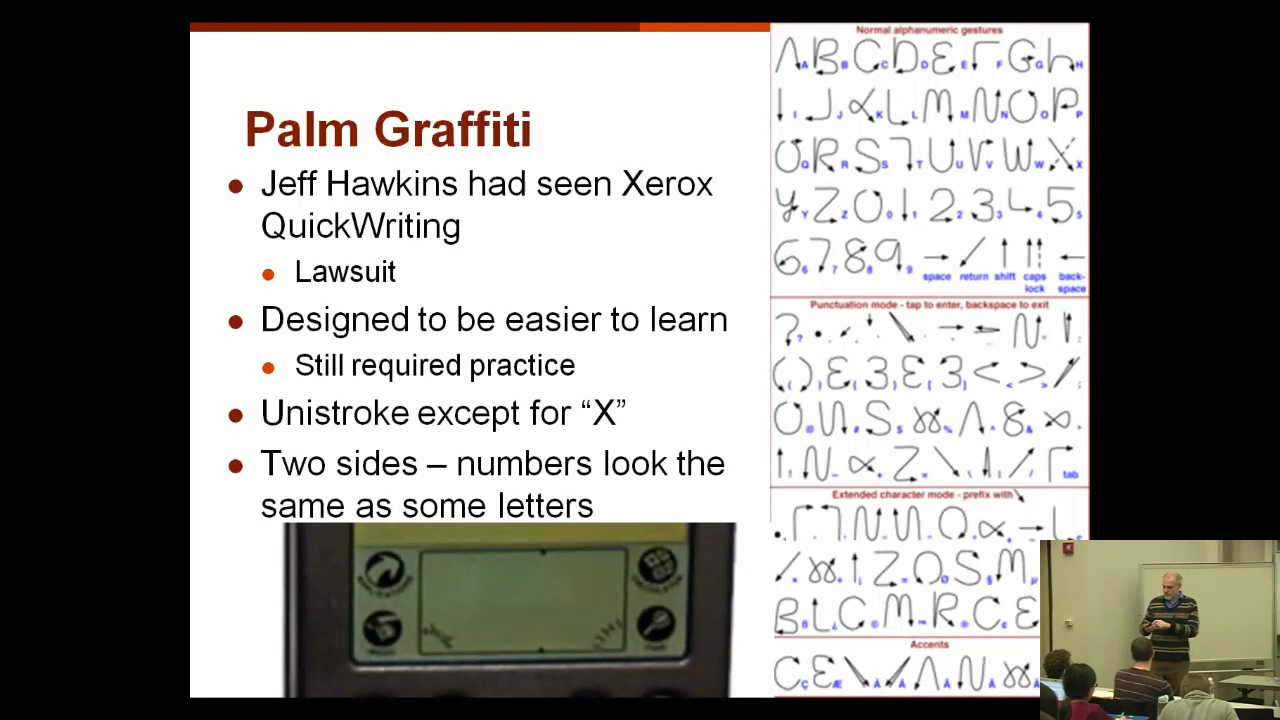 Palm Graffiti
Jeff Hawkins had seen Xerox
QuickWriting
Lawsuit
Designed to be easier to learn
Still required practice
Unistroke except for “X”
Two sides – numbers look the
same as some letters
Normal alphanumeric gestures
A B C D E F G H
I J K L M N O P
Q R S T U V W X
Y Z 0 1 2 3 4 5
6 7 8 9 space return shift caps lock back-space
Punctuation mode - tap to enter, backspace to exit
tab
Extended character mode - prefix with
Accents